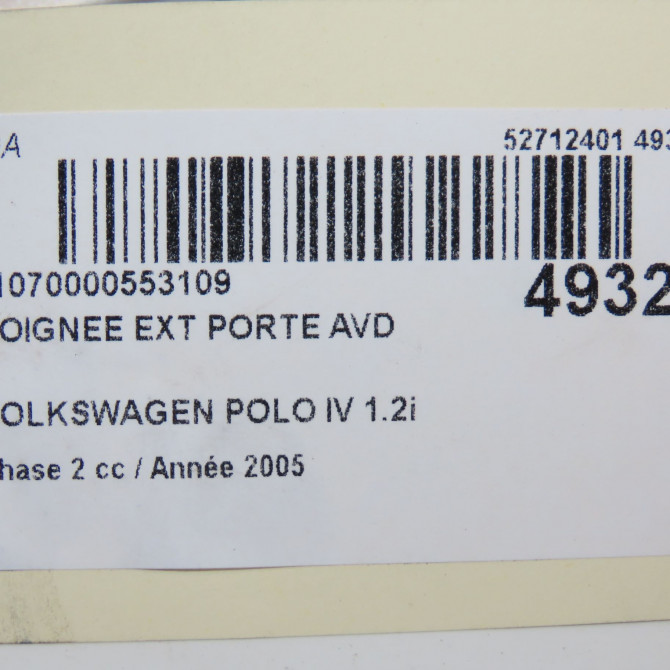 A 52712401 493
1070000553109 4932
OIGNEE EXT PORTE AVD
OLKSWAGEN POLO IV 1.2i
hase 2 cc / Année 2005